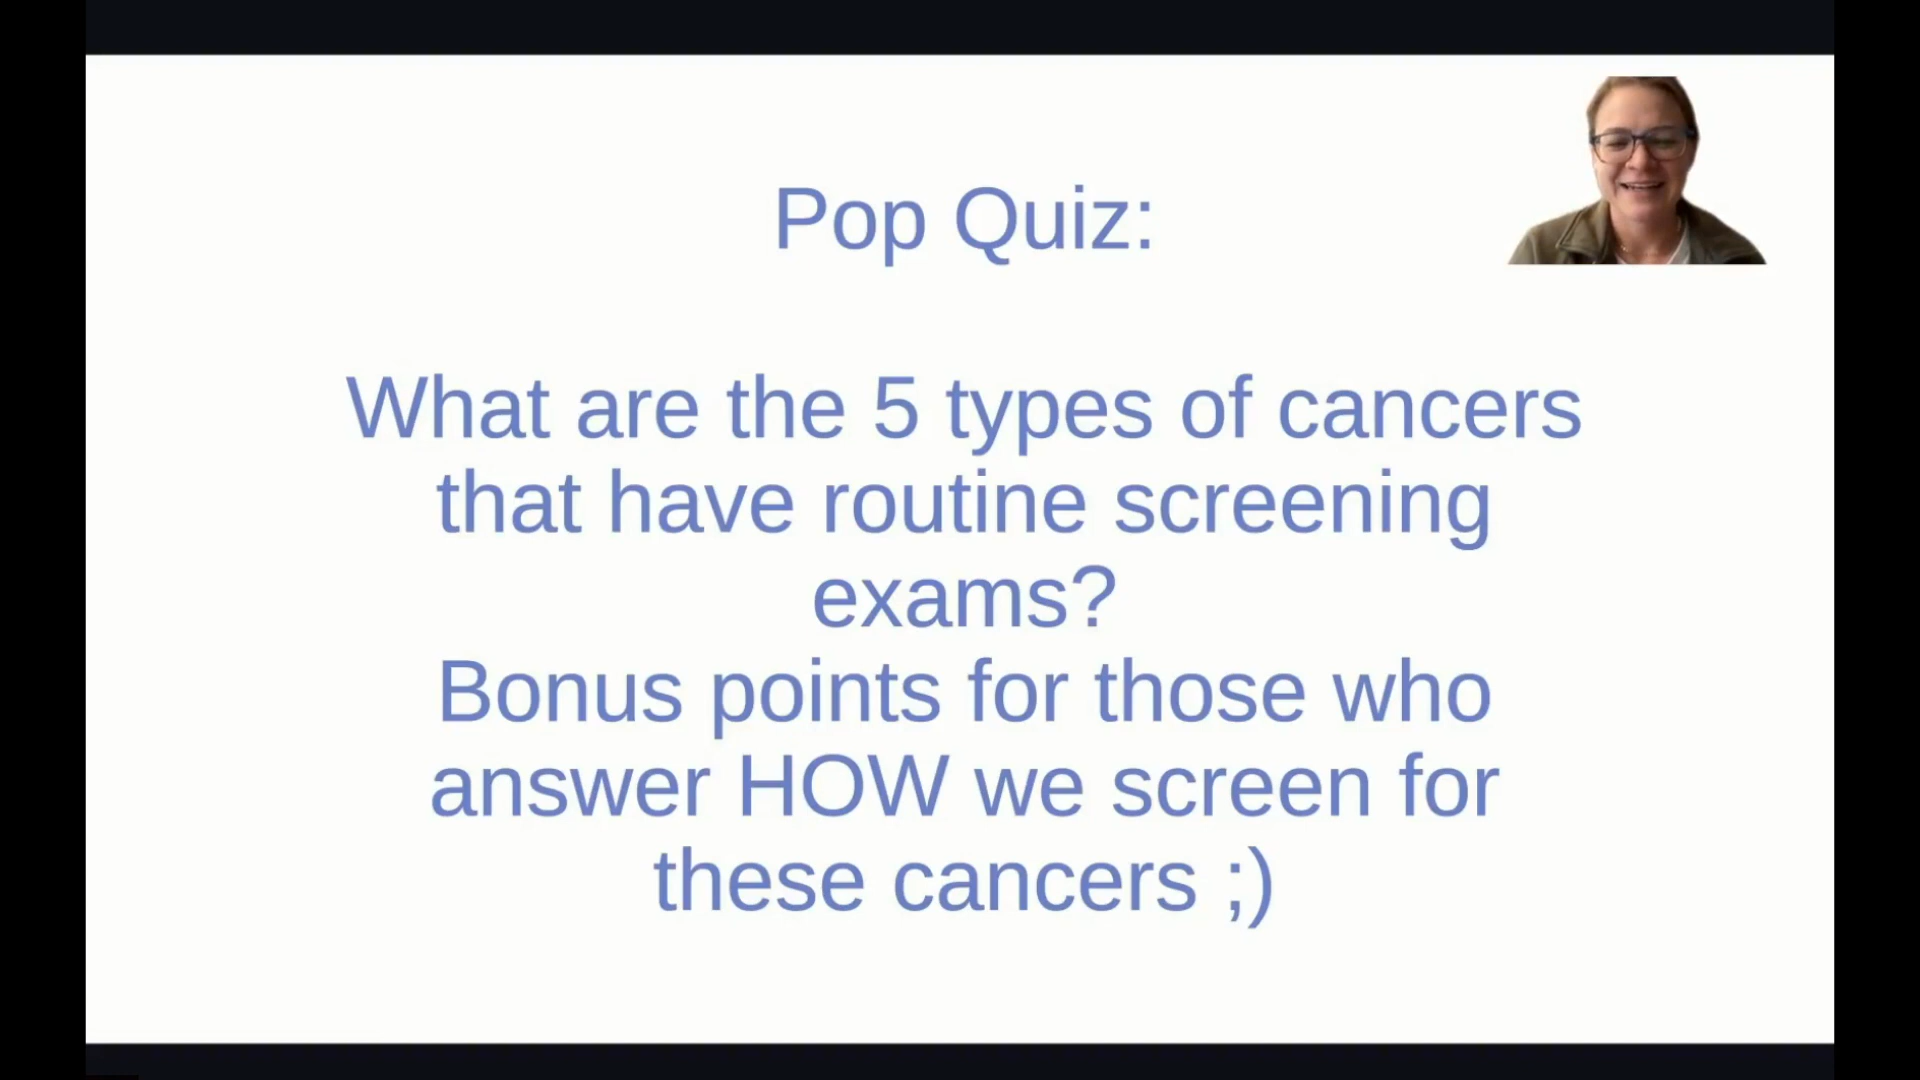 Pop Quiz:
What are the 5 types of cancers
that have routine screening
exams?
Bonus points for those who
answer HOW we screen for
these cancers ;)